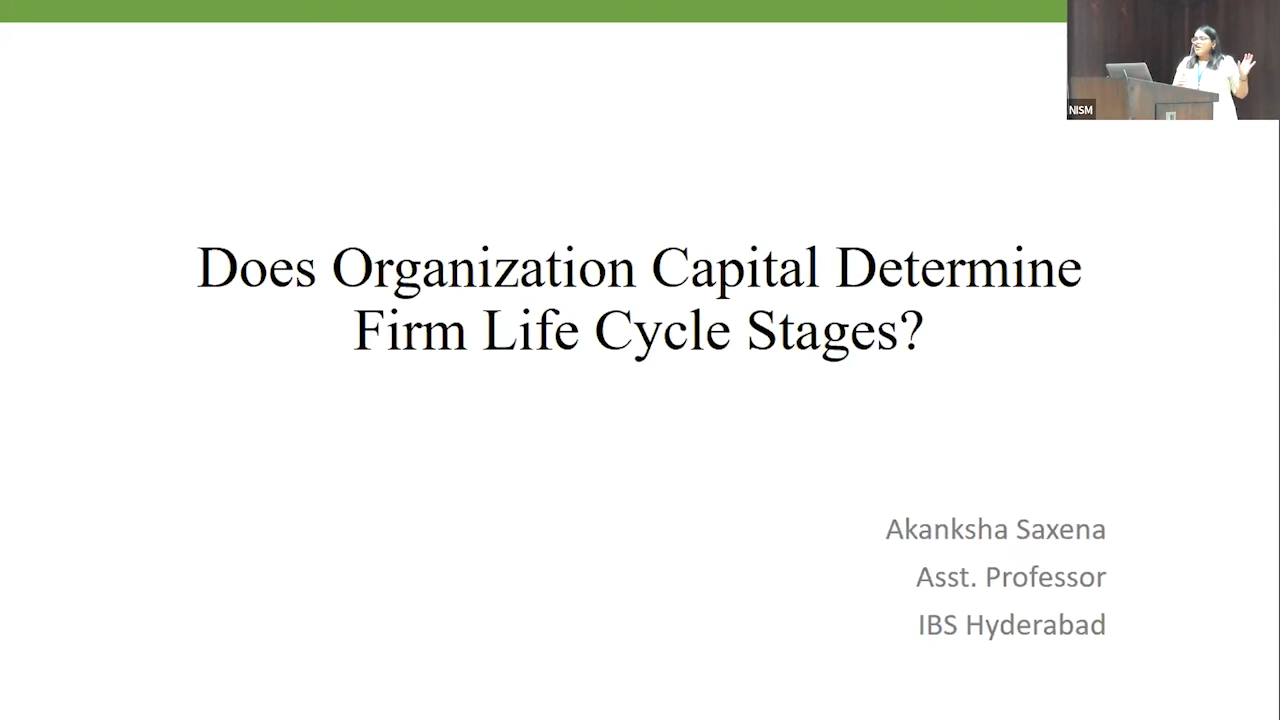 NISM
Does Organization Capital Determine
Firm Life Cycle Stages?
Akanksha Saxena
Asst. Professor
IBS Hyderabad